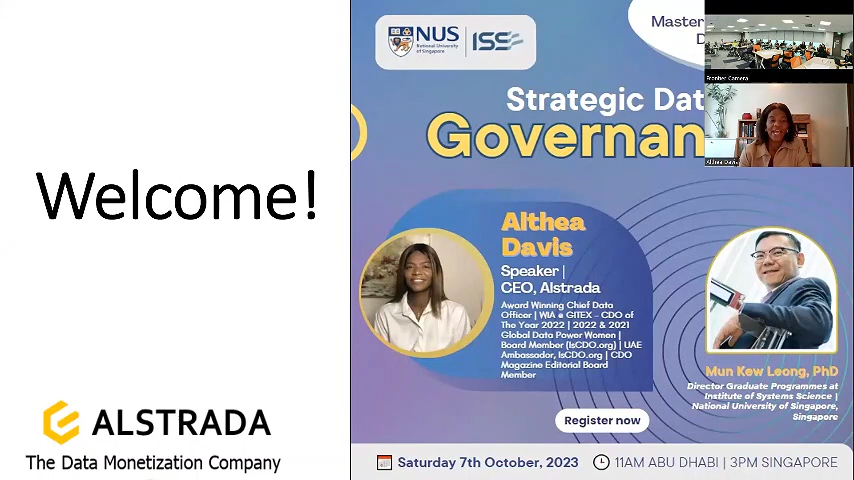 Welcome!
ALSTRADA
The Data Monetization Company
NUS
National University
of Singapore
ISS
Master
D
Strategic Dat
Governan
Althea
Davis
Speaker |
CEO, Alstrada
Award Winning Chief Data
Officer | WIA @ GITEX - CDO of
The Year 2022 | 2022 & 2021
Global Data Power Women |
Board Member (IsCDO.org) | UAE
Ambassador, IsCDO.org | CDO
Magazine Editorial Board
Member
Mun Kew Leong, PhD
Director Graduate Programmes at
Institute of Systems Science |
National University of Singapore,
Singapore
Register now
Saturday 7th October, 2023
11AM ABU DHABI | 3PM SINGAPORE
Frontier Camera
Althea Davis